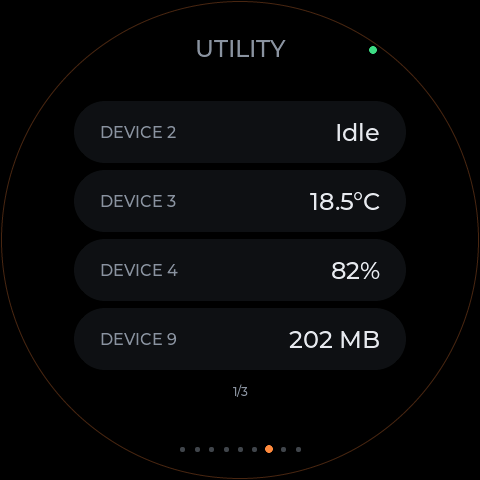 UTILITY
DEVICE 2 Idle
DEVICE 3 18.5°C
DEVICE 4 82%
DEVICE 9 202 MB
1/3